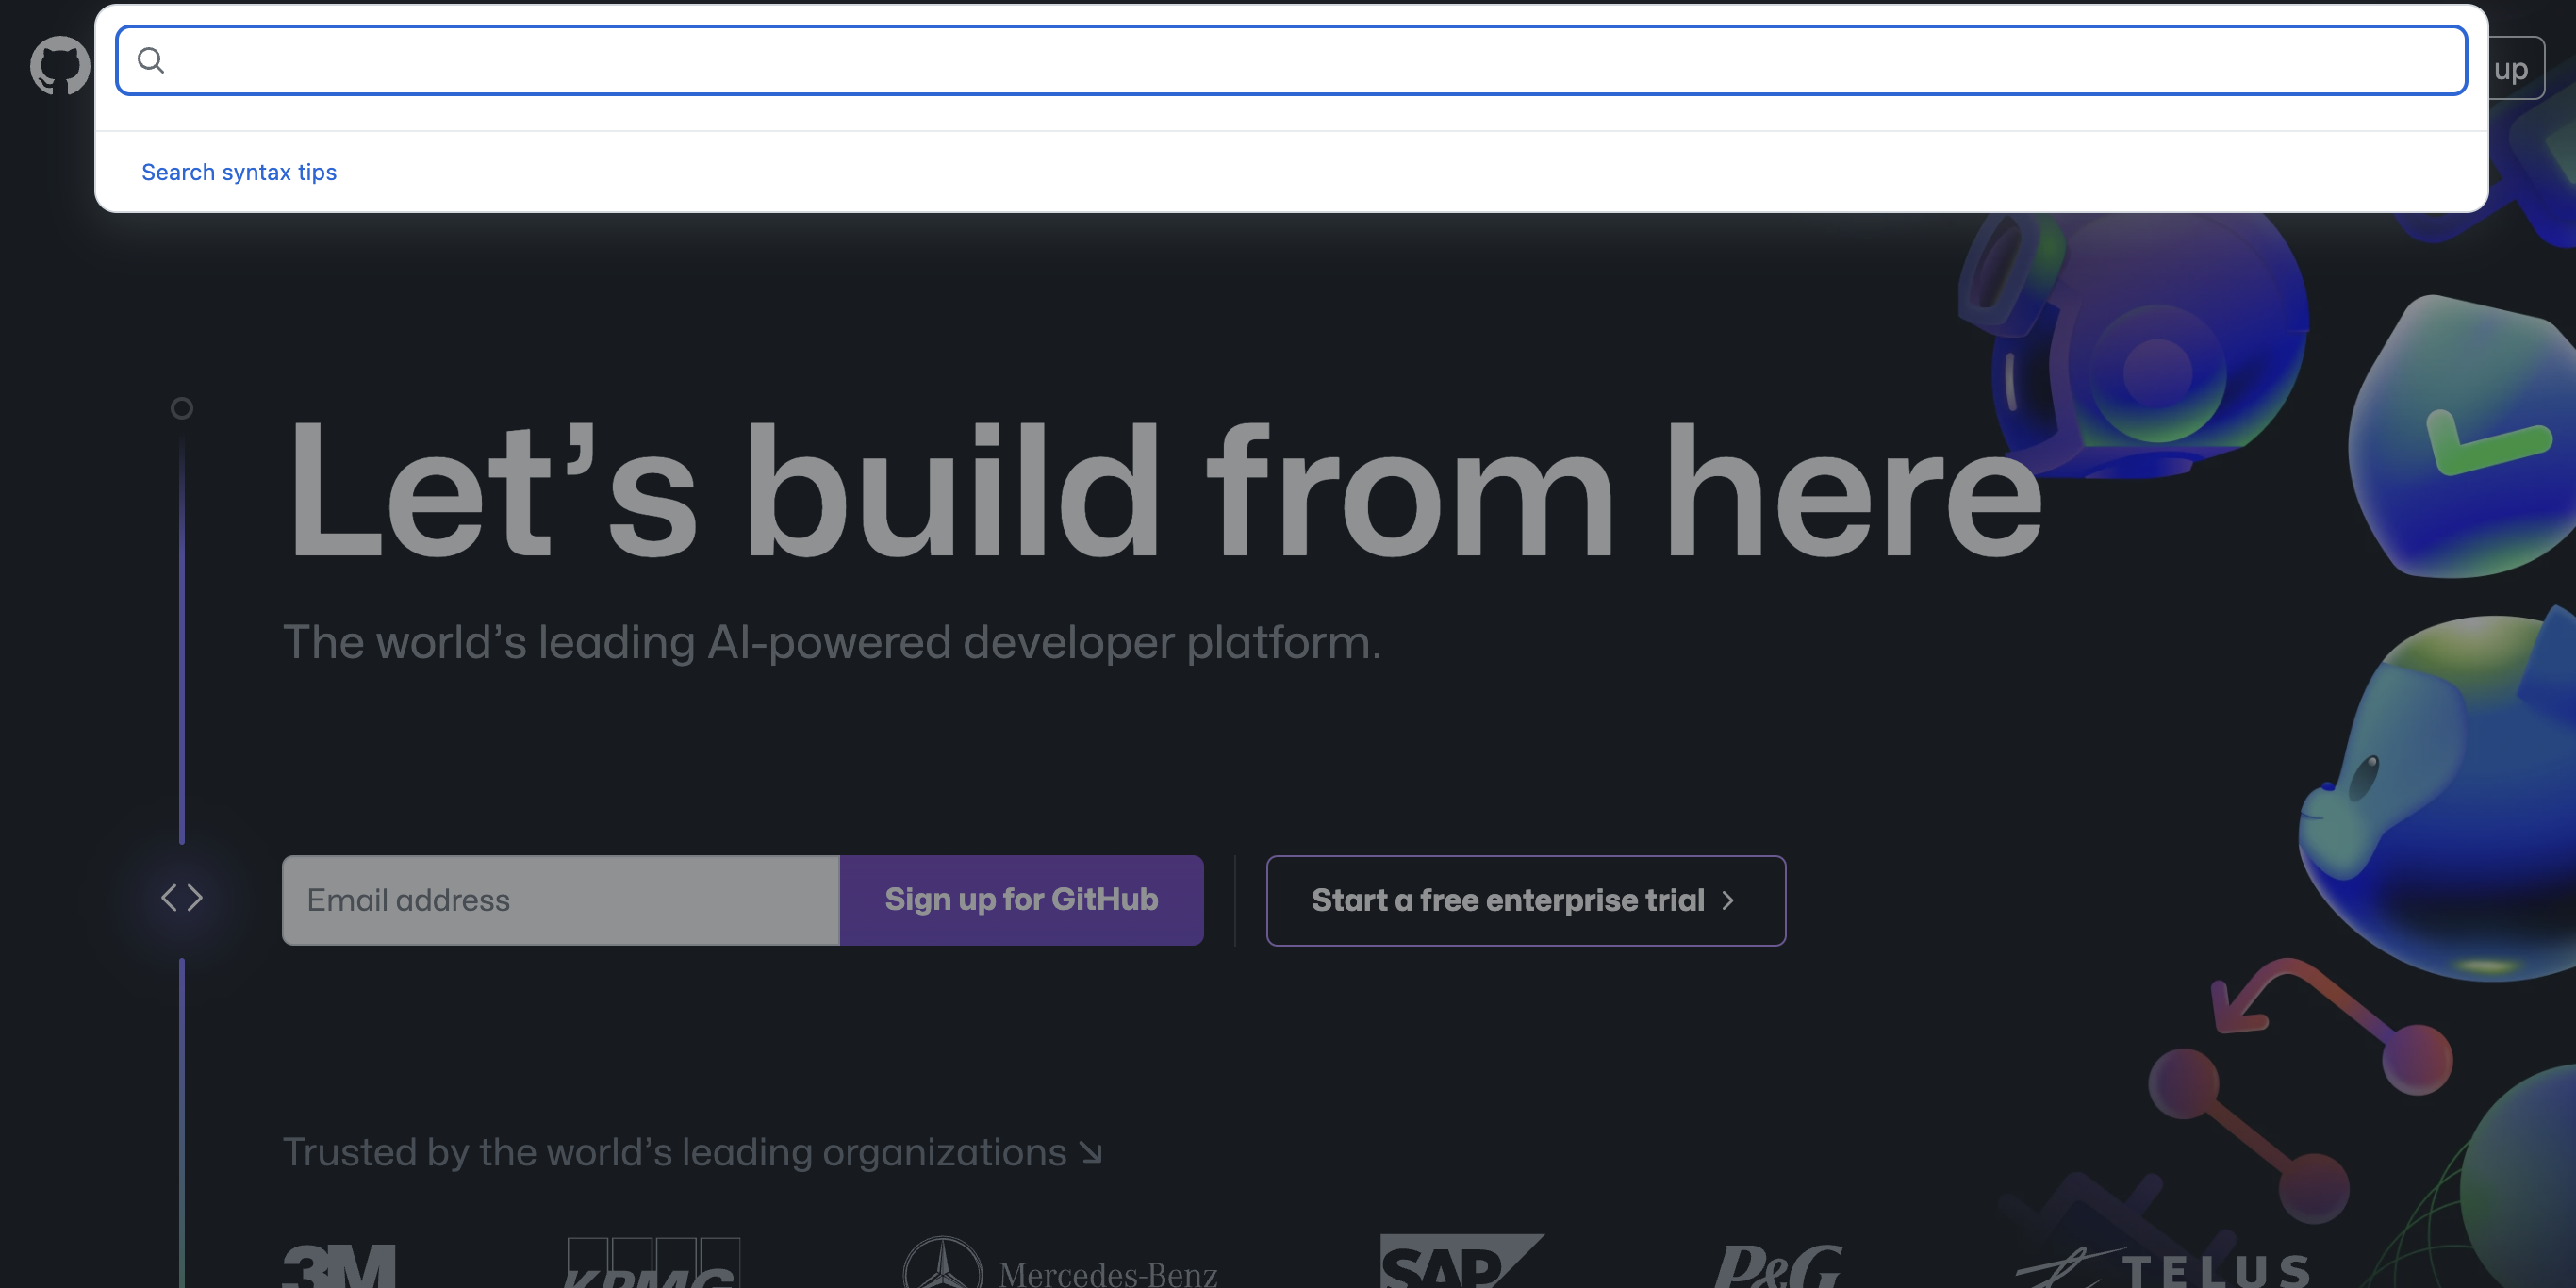 up
Search syntax tips
Let’s build from here
The world’s leading AI-powered developer platform.
Email address
Sign up for GitHub
Start a free enterprise trial
Trusted by the world’s leading organizations
3M
KPMG
Mercedes-Benz
SAP
P&G
TELUS